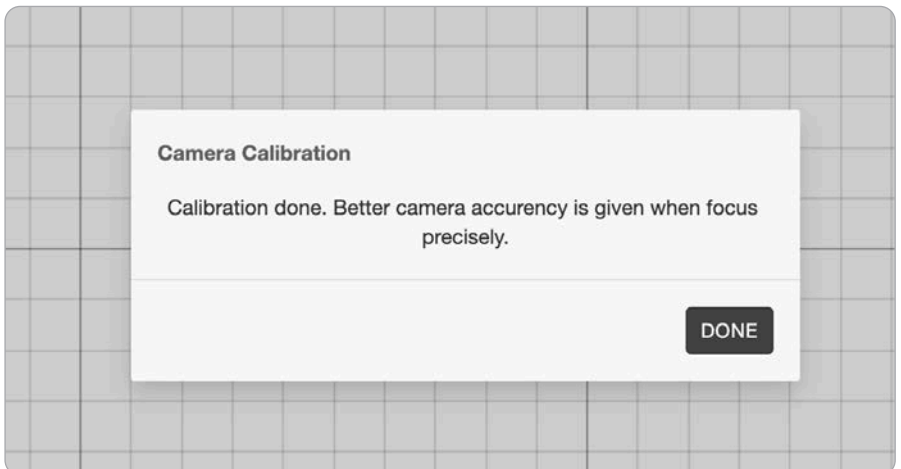 Camera Calibration
Calibration done. Better camera accurency is given when focus
precisely.
DONE